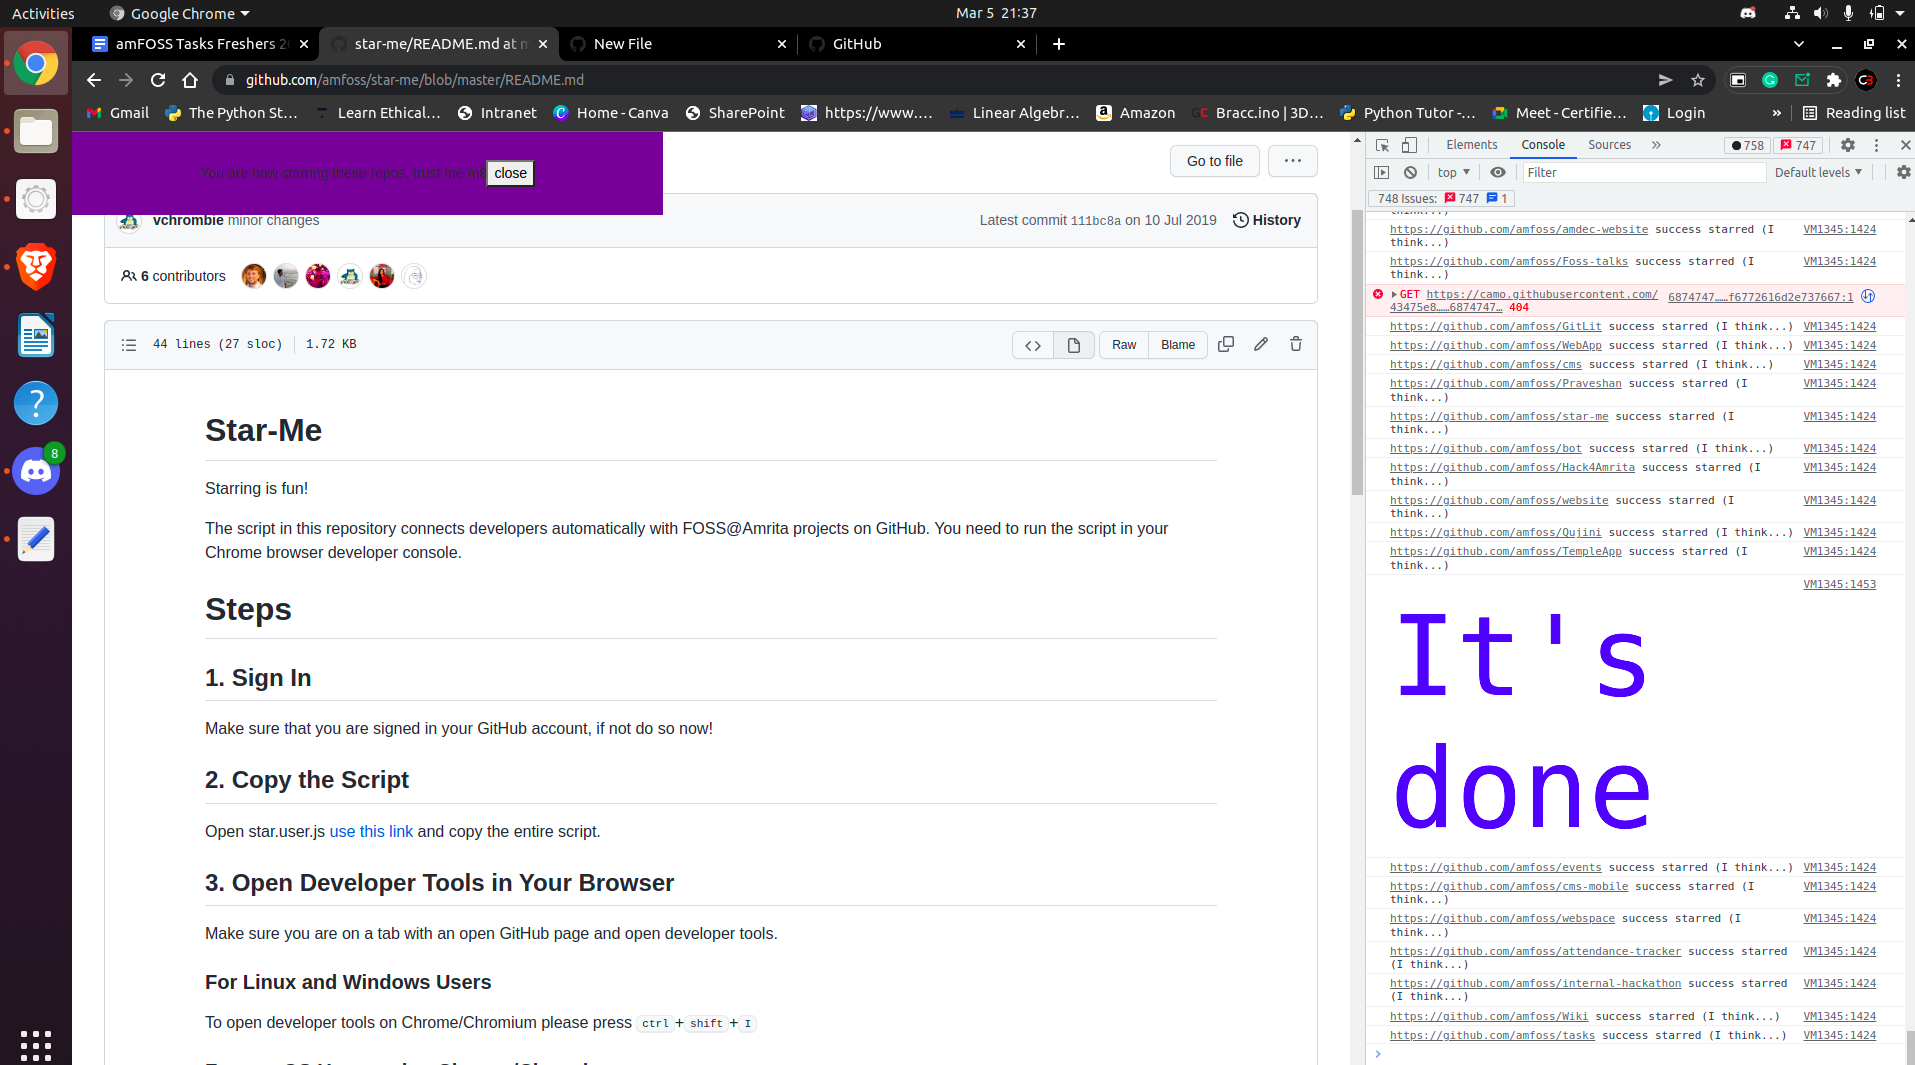 Activities
Google Chrome
Mar 5 21:37
amFOSS Tasks Freshers 2
star-me/README.md at m
New File
GitHub
github.com/amfoss/star-me/blob/master/README.md
Gmail
The Python St...
Learn Ethical...
Intranet
Home - Canva
SharePoint
https://www....
Linear Algebr...
Amazon
Bracc.ino | 3D...
Python Tutor -...
Meet - Certifie...
Login
»
Reading list
You are now starring these repos, trust me m8
close
Go to file
...
vchrombie minor changes
Latest commit 111bc8a on 10 Jul 2019
History
6 contributors
44 lines (27 sloc)
1.72 KB
Raw
Blame
Star-Me
Starring is fun!
The script in this repository connects developers automatically with FOSS@Amrita projects on GitHub. You need to run the script in your
Chrome browser developer console.
Steps
1. Sign In
Make sure that you are signed in your GitHub account, if not do so now!
2. Copy the Script
Open star.user.js use this link and copy the entire script.
3. Open Developer Tools in Your Browser
Make sure you are on a tab with an open GitHub page and open developer tools.
For Linux and Windows Users
To open developer tools on Chrome/Chromium please press ctrl+shift+I
8
Elements
Console
Sources
»
758
747
top
Filter
Default levels
748 Issues: 747 1
think...)
https://github.com/amfoss/amdec-website success starred (I VM1345:1424
think...)
https://github.com/amfoss/Foss-talks success starred (I VM1345:1424
think...)
GET https://camo.githubusercontent.com/ 6874747……f6772616d2e737667:1
43475e8……6874747… 404
https://github.com/amfoss/GitLit success starred (I think...) VM1345:1424
https://github.com/amfoss/WebApp success starred (I think...) VM1345:1424
https://github.com/amfoss/cms success starred (I think...) VM1345:1424
https://github.com/amfoss/Praveshan success starred (I VM1345:1424
think...)
https://github.com/amfoss/star-me success starred (I VM1345:1424
think...)
https://github.com/amfoss/bot success starred (I think...) VM1345:1424
https://github.com/amfoss/Hack4Amrita success starred (I VM1345:1424
think...)
https://github.com/amfoss/website success starred (I VM1345:1424
think...)
https://github.com/amfoss/Qujini success starred (I think...) VM1345:1424
https://github.com/amfoss/TempleApp success starred (I VM1345:1424
think...)
VM1345:1453
It's
done
https://github.com/amfoss/events success starred (I think...) VM1345:1424
https://github.com/amfoss/cms-mobile success starred (I VM1345:1424
think...)
https://github.com/amfoss/webspace success starred (I VM1345:1424
think...)
https://github.com/amfoss/attendance-tracker success starred VM1345:1424
(I think...)
https://github.com/amfoss/internal-hackathon success starred VM1345:1424
(I think...)
https://github.com/amfoss/Wiki success starred (I think...) VM1345:1424
https://github.com/amfoss/tasks success starred (I think...) VM1345:1424